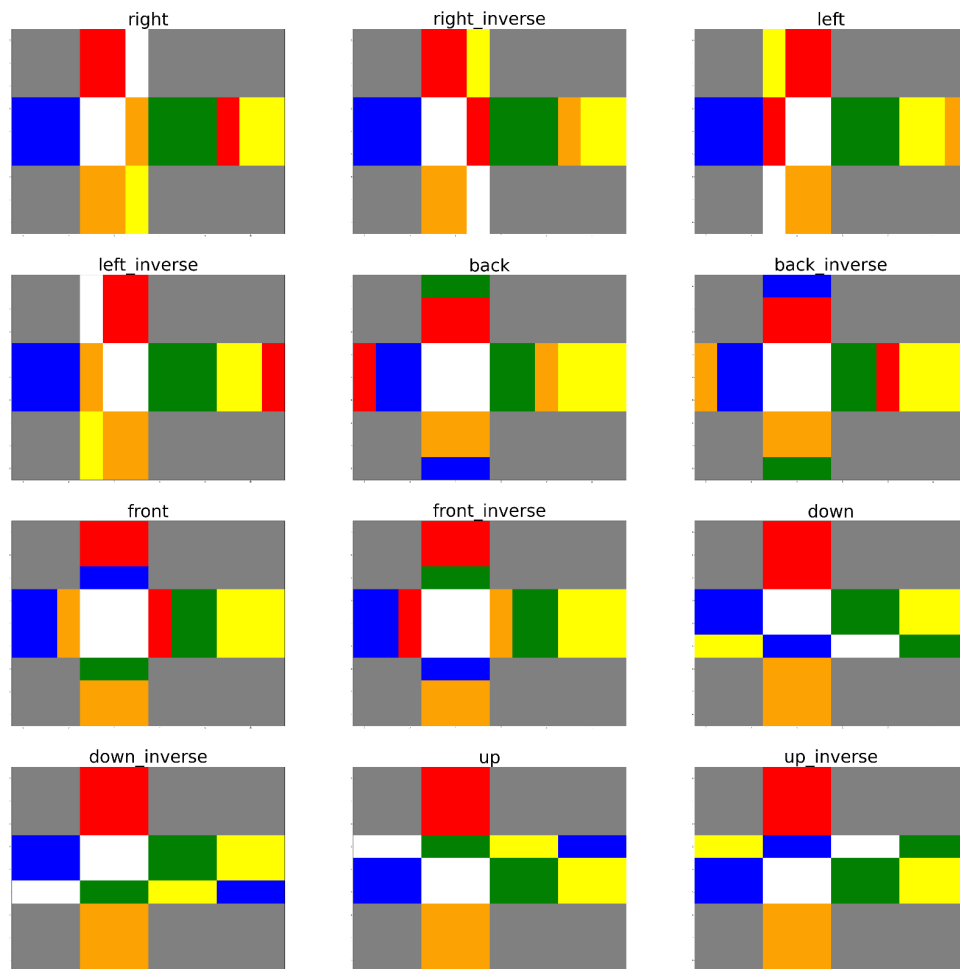 right
right_inverse
left
left_inverse
back
back_inverse
front
front_inverse
down
down_inverse
up
up_inverse